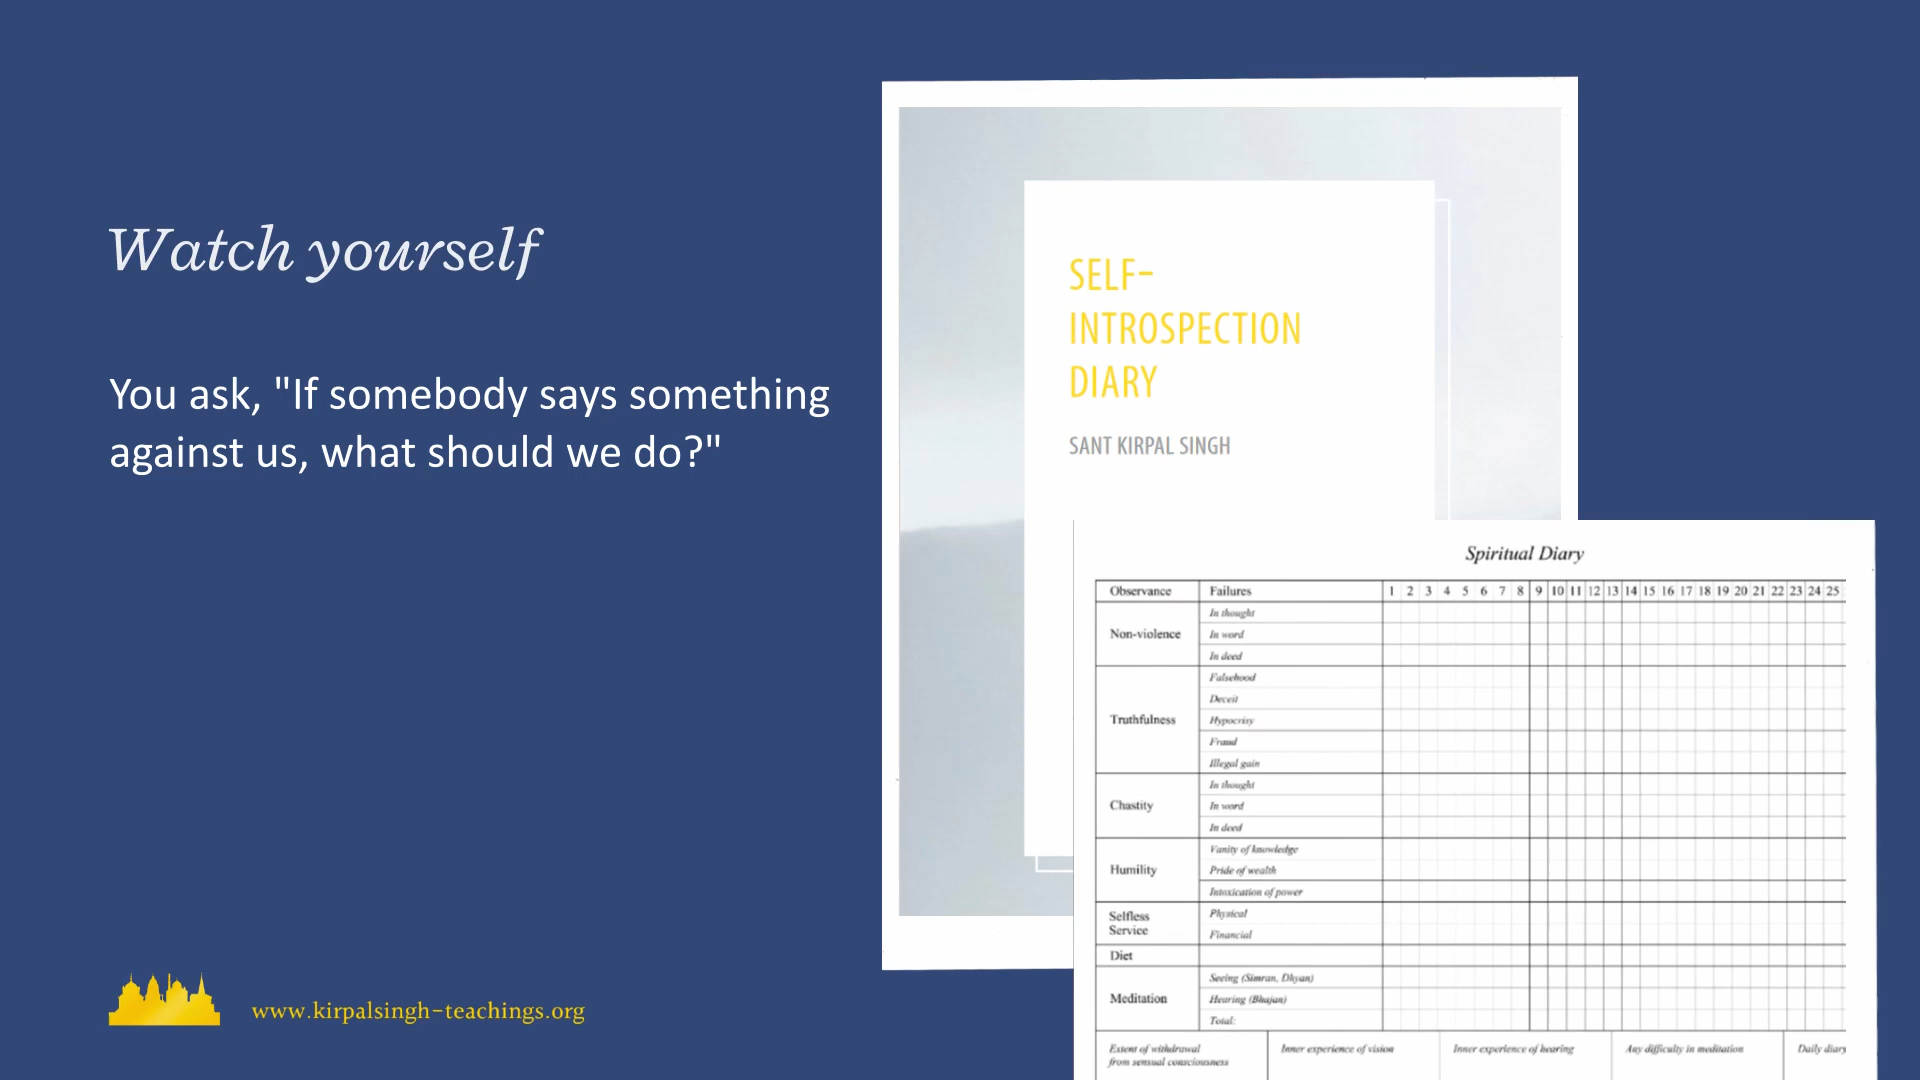 Watch yourself
You ask, "If somebody says something
against us, what should we do?"
www.kirpalsingh-teachings.org
SELF-
INTROSPECTION
DIARY
SANT KIRPAL SINGH
Spiritual Diary
Observance Failures 1 2 3 4 5 6 7 8 9 10 11 12 13 14 15 16 17 18 19 20 21 22 23 24 25
Non-violence
In thought
In word
In deed
Truthfulness
Falsehood
Deceit
Hypocrisy
Fraud
Illegal gain
Chastity
In thought
In word
In deed
Humility
Vanity of knowledge
Pride of wealth
Intoxication of power
Selfless
Service
Physical
Financial
Diet
Meditation
Seeing (Simran, Dhyan)
Hearing (Bhajan)
Total:
Extent of withdrawal
from sensual consciousness
Inner experience of vision
Inner experience of hearing
Any difficulty in meditation
Daily diary